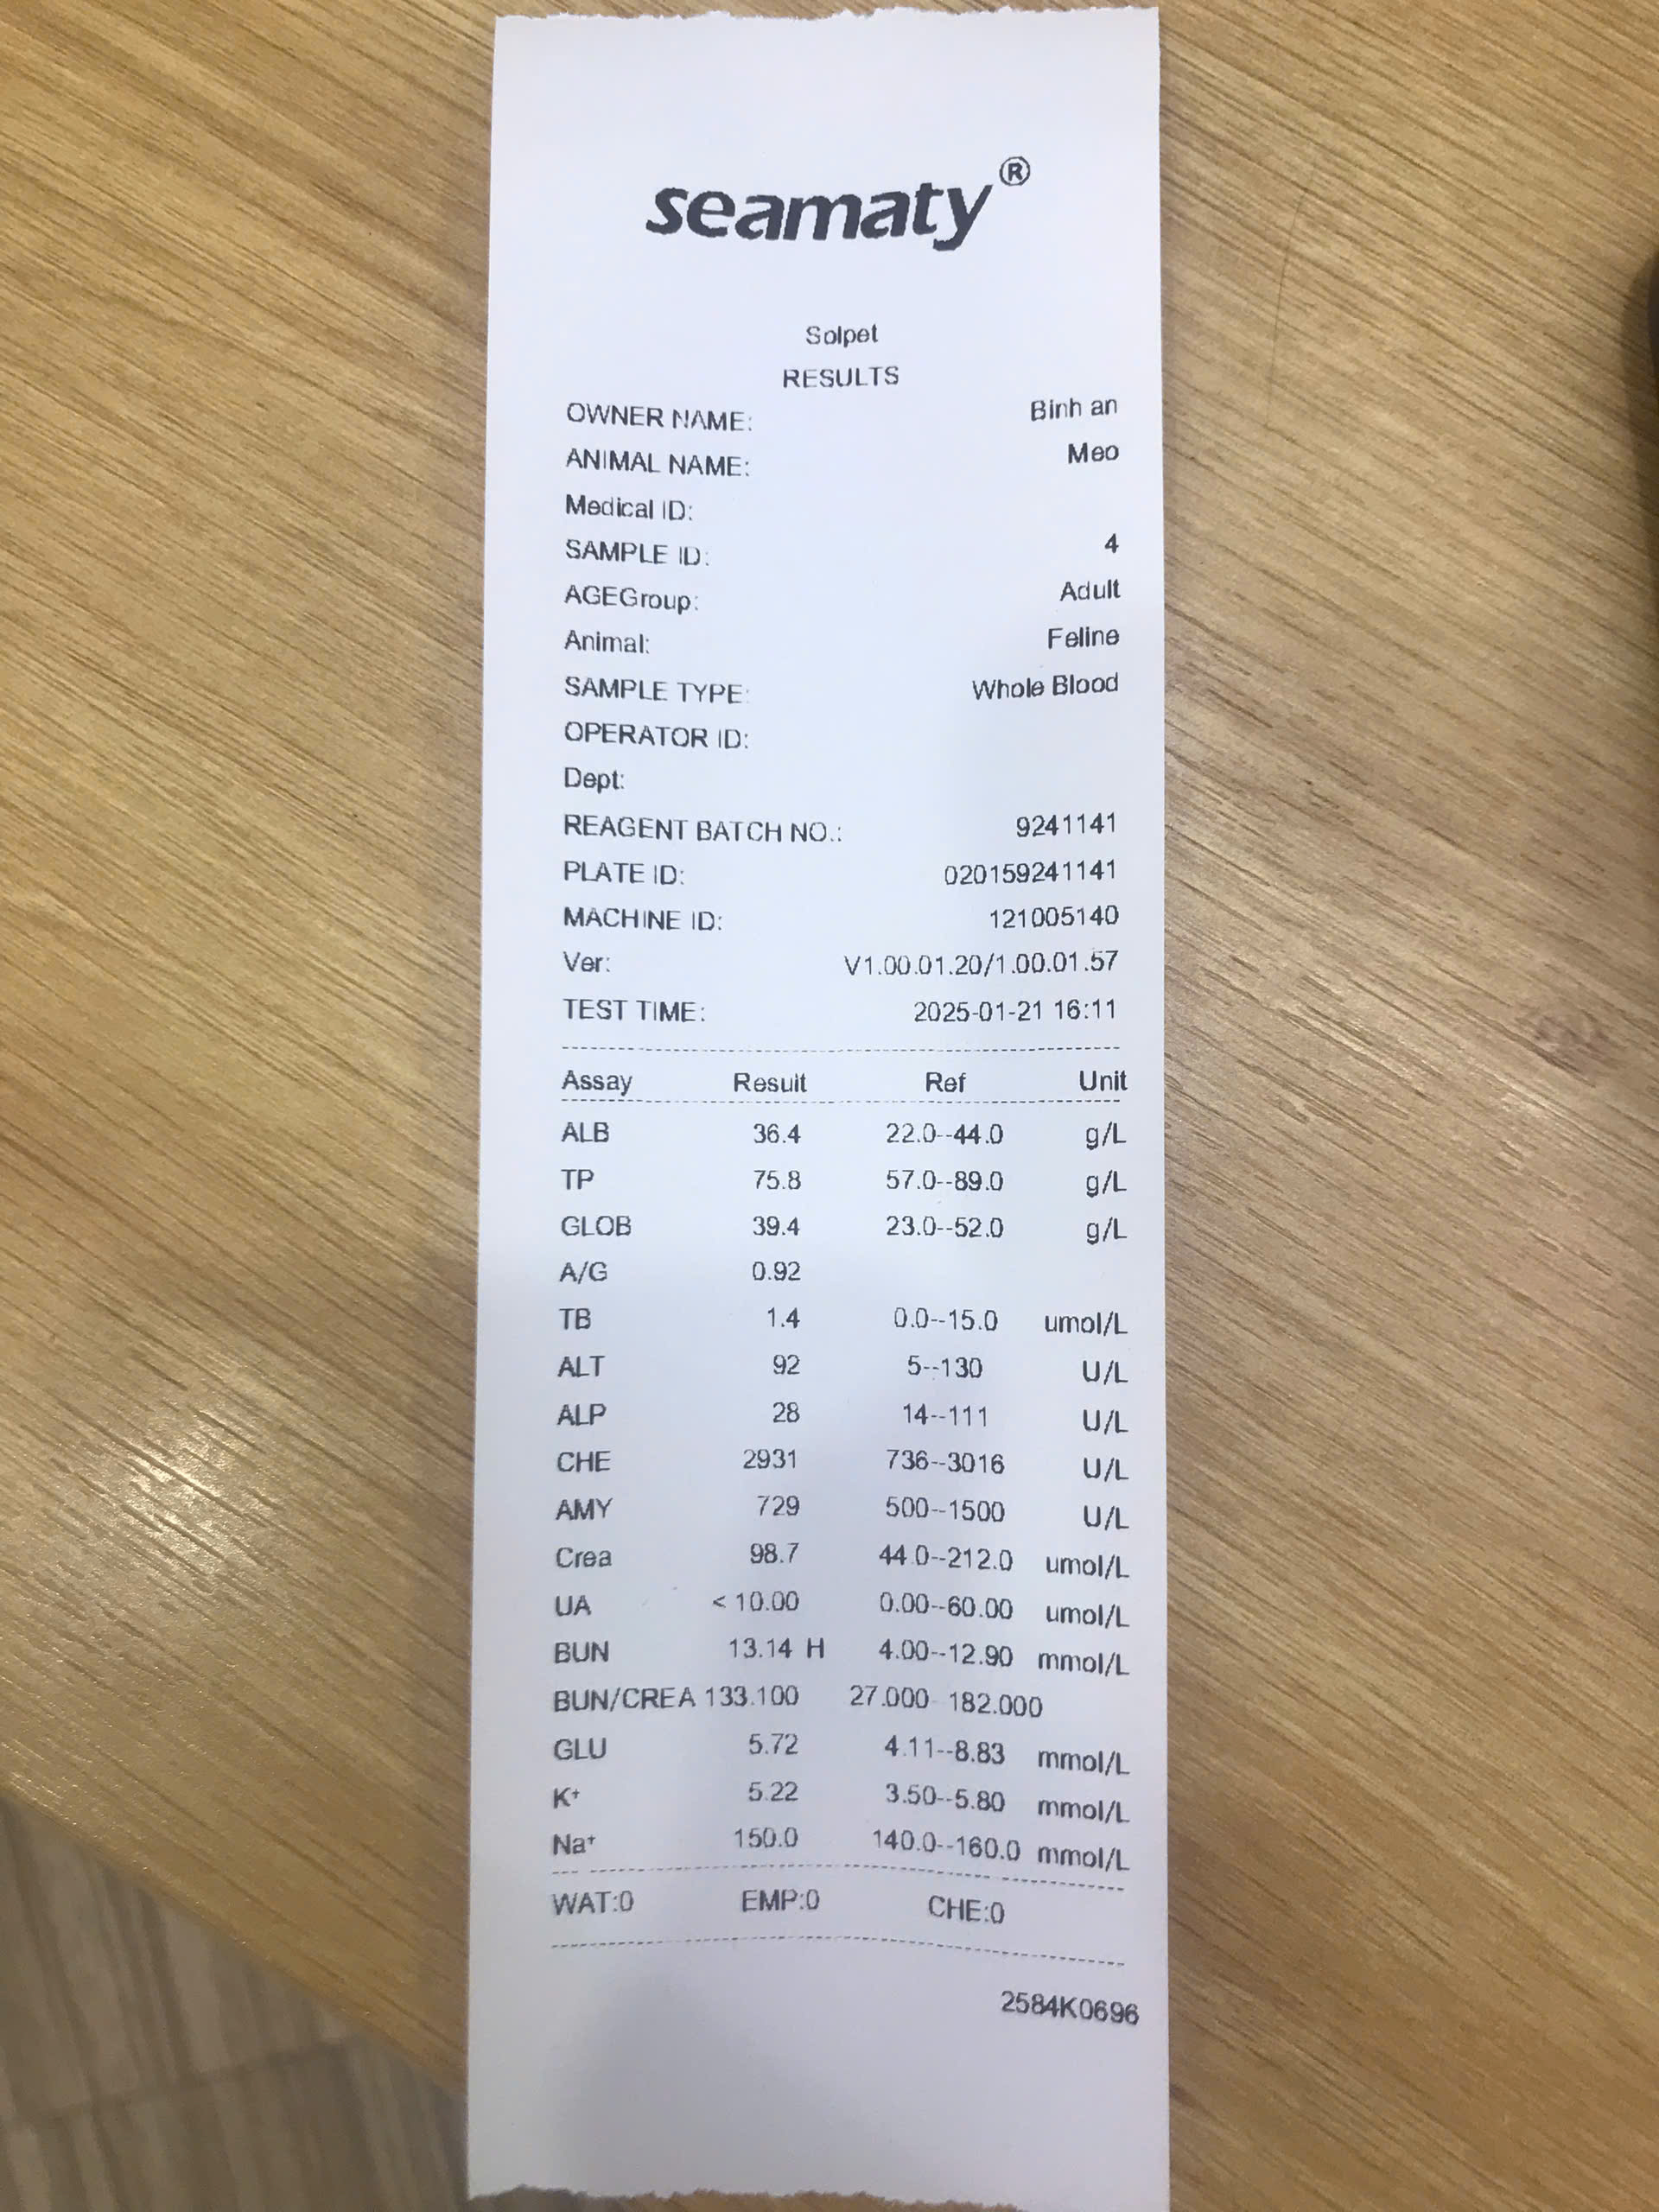 seamaty®
Solpet
RESULTS
OWNER NAME: Binh an
ANIMAL NAME: Meo
Medical ID:
SAMPLE ID: 4
AGEGroup: Adult
Animal: Feline
SAMPLE TYPE: Whole Blood
OPERATOR ID:
Dept:
REAGENT BATCH NO.: 9241141
PLATE ID: 020159241141
MACHINE ID: 121005140
Ver: V1.00.01.20/1.00.01.57
TEST TIME: 2025-01-21 16:11
Assay Result Ref Unit
ALB 36.4 22.0--44.0 g/L
TP 75.8 57.0--89.0 g/L
GLOB 39.4 23.0--52.0 g/L
A/G 0.92
TB 1.4 0.0--15.0 umol/L
ALT 92 5--130 U/L
ALP 28 14--111 U/L
CHE 2931 736--3016 U/L
AMY 729 500--1500 U/L
Crea 98.7 44.0--212.0 umol/L
UA < 10.00 0.00--60.00 umol/L
BUN 13.14 H 4.00--12.90 mmol/L
BUN/CREA 133.100 27.000--182.000
GLU 5.72 4.11--8.83 mmol/L
K⁺ 5.22 3.50--5.80 mmol/L
Na⁺ 150.0 140.0--160.0 mmol/L
WAT:0 EMP:0 CHE:0
2584K0696